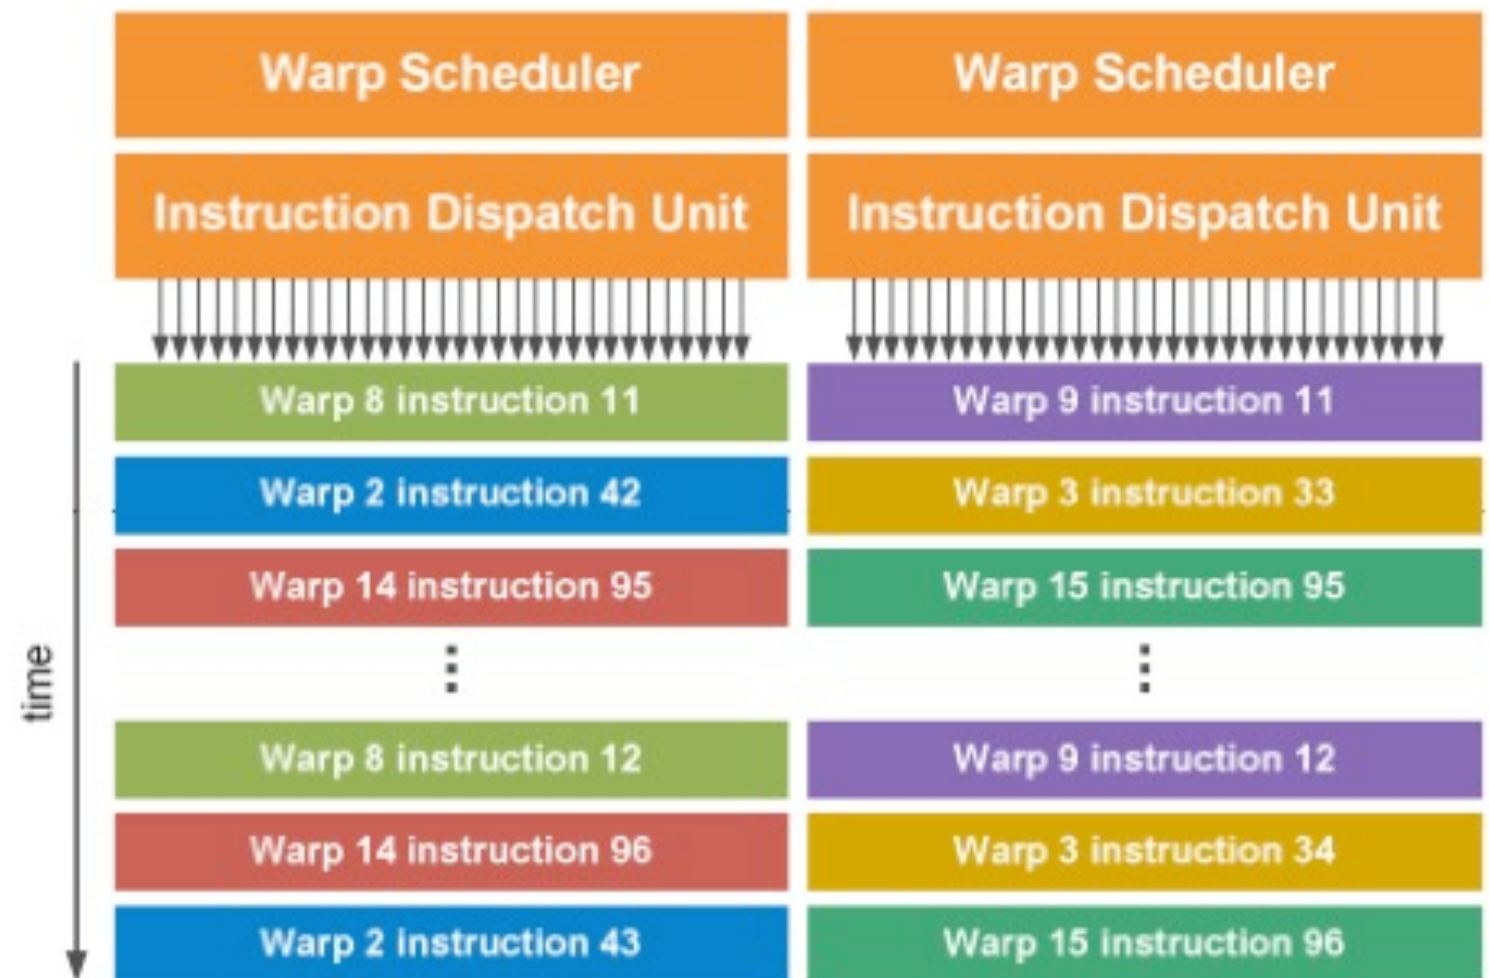 Warp Scheduler
Instruction Dispatch Unit
Warp 8 instruction 11
Warp 2 instruction 42
Warp 14 instruction 95
Warp 8 instruction 12
Warp 14 instruction 96
Warp 2 instruction 43
Warp Scheduler
Instruction Dispatch Unit
Warp 9 instruction 11
Warp 3 instruction 33
Warp 15 instruction 95
Warp 9 instruction 12
Warp 3 instruction 34
Warp 15 instruction 96
time